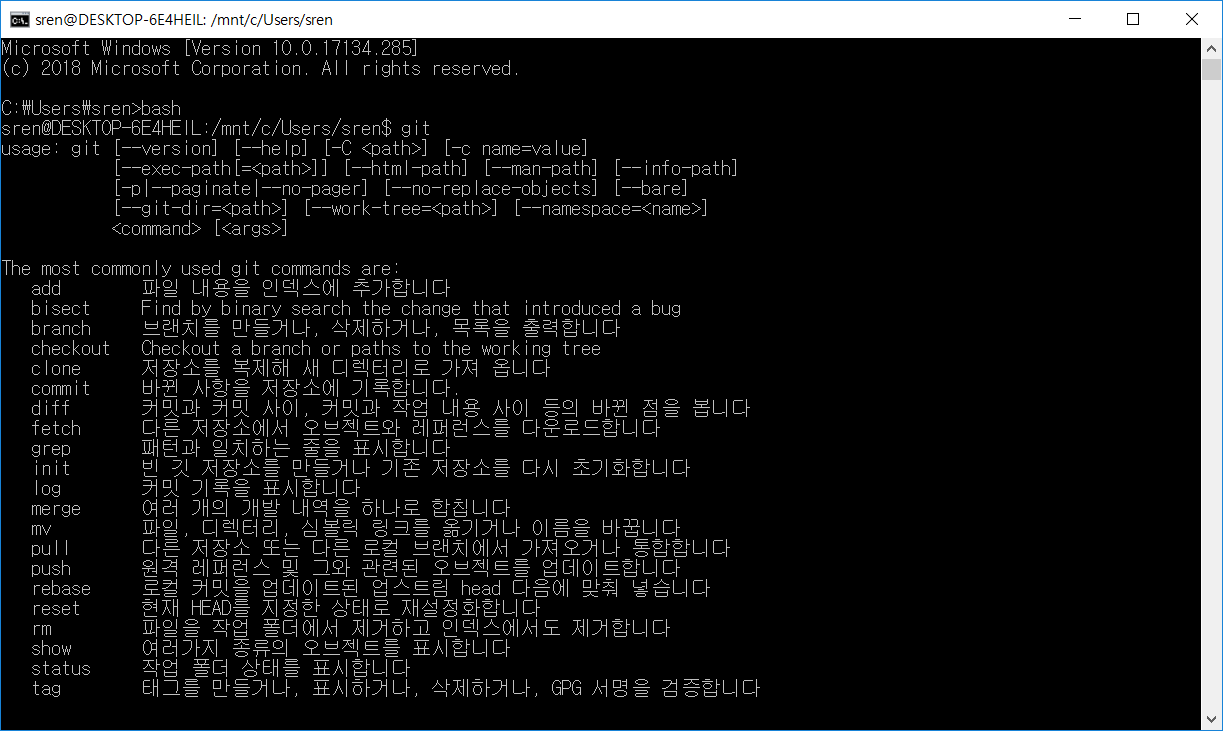 sren@DESKTOP-6E4HEIL: /mnt/c/Users/sren
Microsoft Windows [Version 10.0.17134.285]
(c) 2018 Microsoft Corporation. All rights reserved.
C:₩Users₩sren>bash
sren@DESKTOP-6E4HEIL:/mnt/c/Users/sren$ git
usage: git [--version] [--help] [-C <path>] [-c name=value]
[--exec-path[=<path>]] [--html-path] [--man-path] [--info-path]
[-p|--paginate|--no-pager] [--no-replace-objects] [--bare]
[--git-dir=<path>] [--work-tree=<path>] [--namespace=<name>]
<command> [<args>]
The most commonly used git commands are:
add 파일 내용을 인덱스에 추가합니다
bisect Find by binary search the change that introduced a bug
branch 브랜치를 만들거나, 삭제하거나, 목록을 출력합니다
checkout Checkout a branch or paths to the working tree
clone 저장소를 복제해 새 디렉터리로 가져 옵니다
commit 바뀐 사항을 저장소에 기록합니다.
diff 커밋과 커밋 사이, 커밋과 작업 내용 사이 등의 바뀐 점을 봅니다
fetch 다른 저장소에서 오브젝트와 레퍼런스를 다운로드합니다
grep 패턴과 일치하는 줄을 표시합니다
init 빈 깃 저장소를 만들거나 기존 저장소를 다시 초기화합니다
log 커밋 기록을 표시합니다
merge 여러 개의 개발 내역을 하나로 합칩니다
mv 파일, 디렉터리, 심볼릭 링크를 옮기거나 이름을 바꿉니다
pull 다른 저장소 또는 다른 로컬 브랜치에서 가져오거나 통합합니다
push 원격 레퍼런스 및 그와 관련된 오브젝트를 업데이트합니다
rebase 로컬 커밋을 업데이트된 업스트림 head 다음에 맞춰 넣습니다
reset 현재 HEAD를 지정한 상태로 재설정화합니다
rm 파일을 작업 폴더에서 제거하고 인덱스에서도 제거합니다
show 여러가지 종류의 오브젝트를 표시합니다
status 작업 폴더 상태를 표시합니다
tag 태그를 만들거나, 표시하거나, 삭제하거나, GPG 서명을 검증합니다